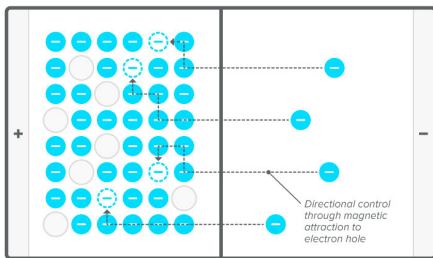 +
−
Directional control
through magnetic
attraction to
electron hole